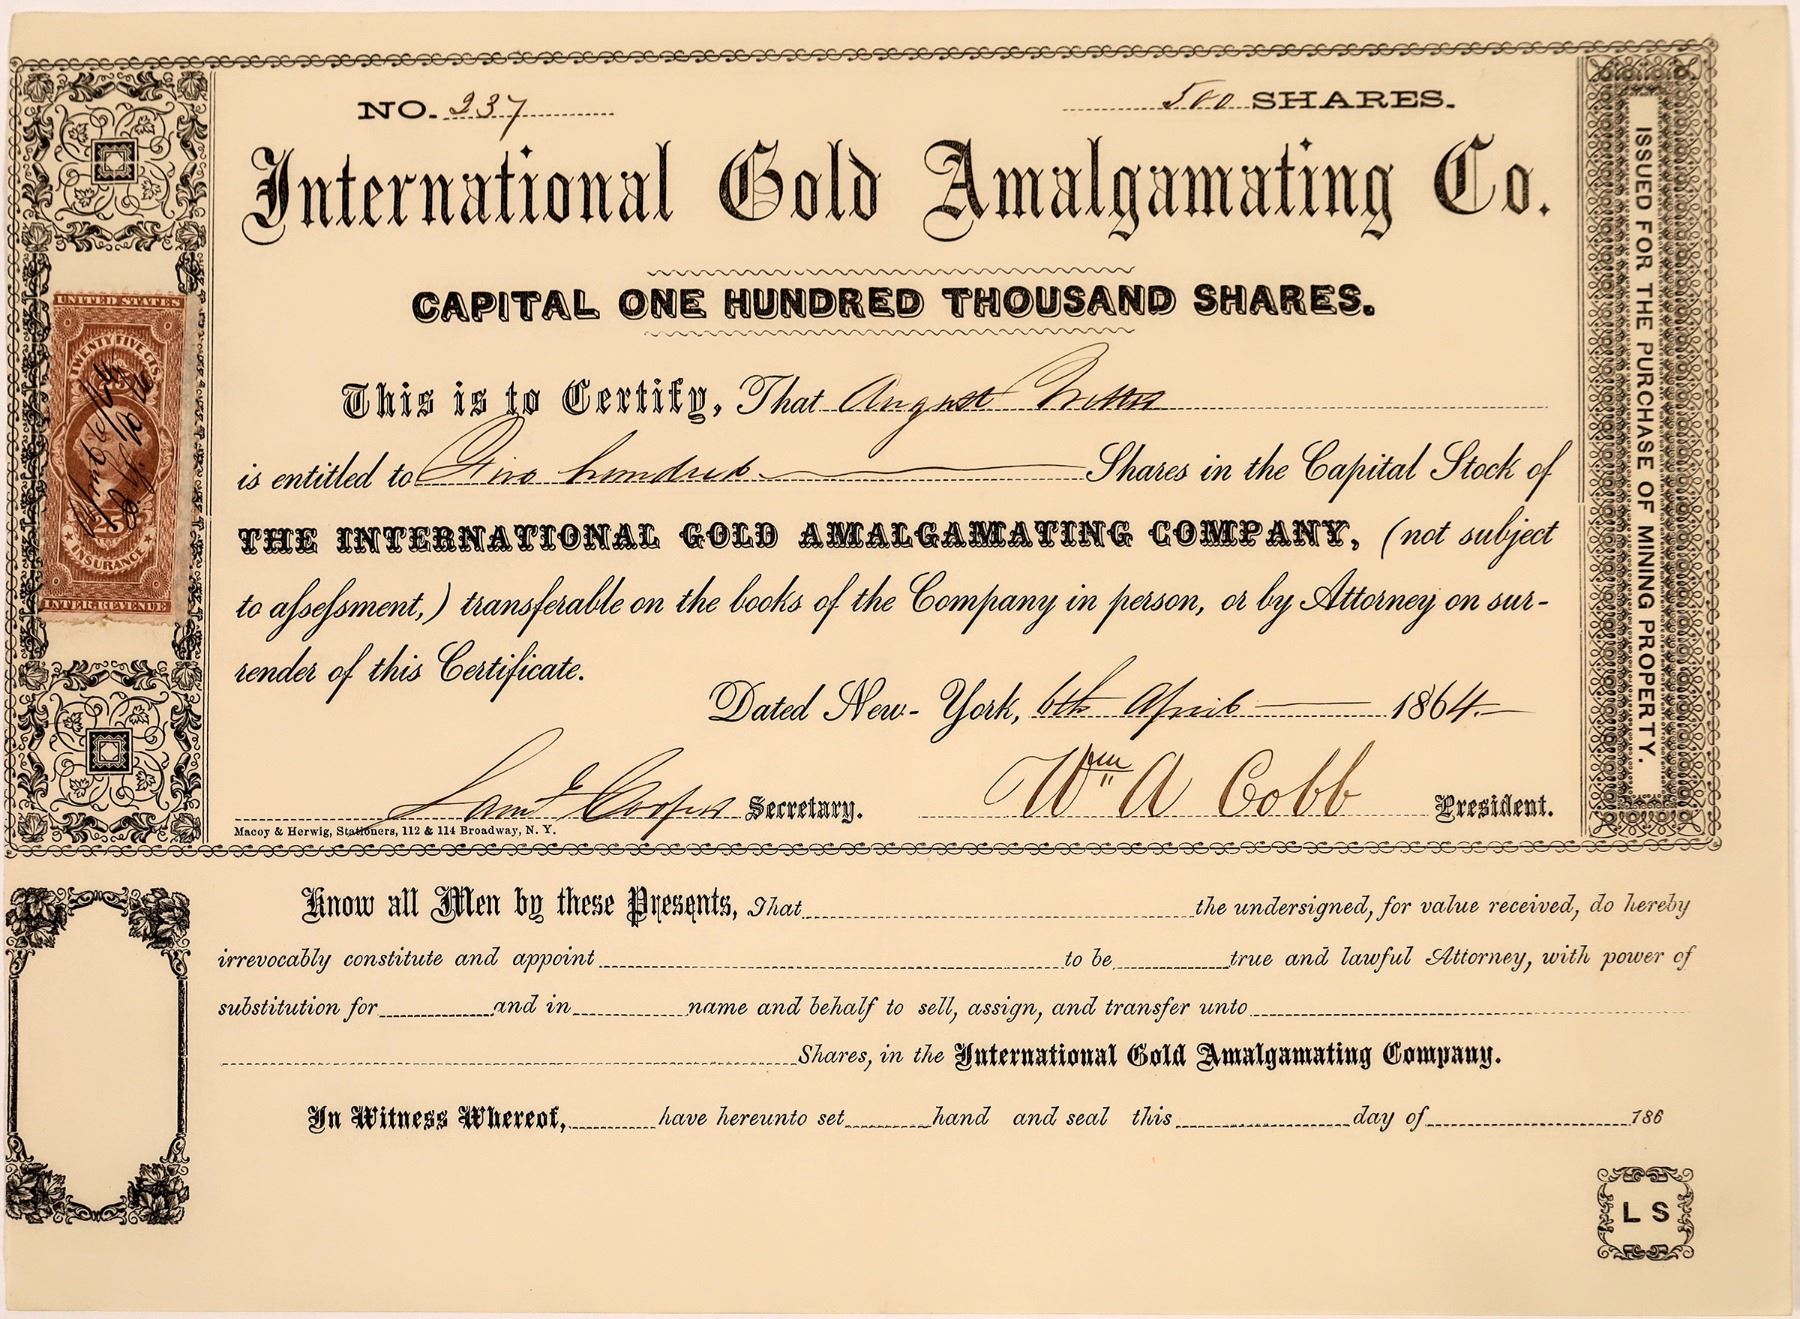 NO. 237
500 SHARES.
International Gold Amalgamating Co.
CAPITAL ONE HUNDRED THOUSAND SHARES.
This is to Certify, That August
is entitled to Five hundred Shares in the Capital Stock of
THE INTERNATIONAL GOLD AMALGAMATING COMPANY, (not subject
to assessment,) transferable on the books of the Company in person, or by Attorney on sur-
render of this Certificate.
Dated New-York, 6th April 1864.
Saml Cooper Secretary.
Wm A Cobb President.
Macoy & Herwig, Stationers, 112 & 114 Broadway, N. Y.
ISSUED FOR THE PURCHASE OF MINING PROPERTY.
UNITED STATES
TWENTY FIVE CTS.
25
INSURANCE
INTER. REVENUE
Know all Men by these Presents, That the undersigned, for value received, do hereby
irrevocably constitute and appoint to be true and lawful Attorney, with power of
substitution for and in name and behalf to sell, assign, and transfer unto
Shares, in the International Gold Amalgamating Company.
In Witness Whereof, have hereunto set hand and seal this day of 186
L S